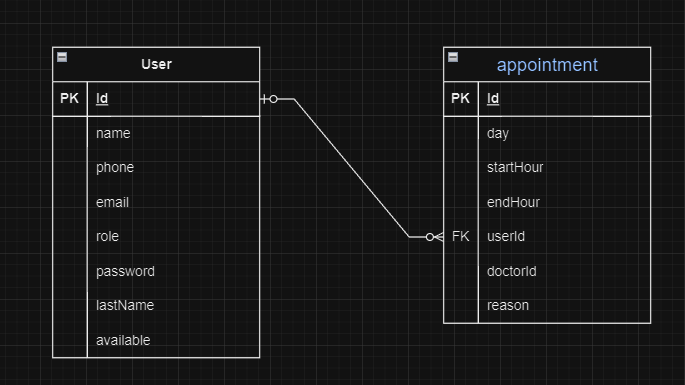 User
PK Id
name
phone
email
role
password
lastName
available
appointment
PK Id
day
startHour
endHour
FK userId
doctorId
reason